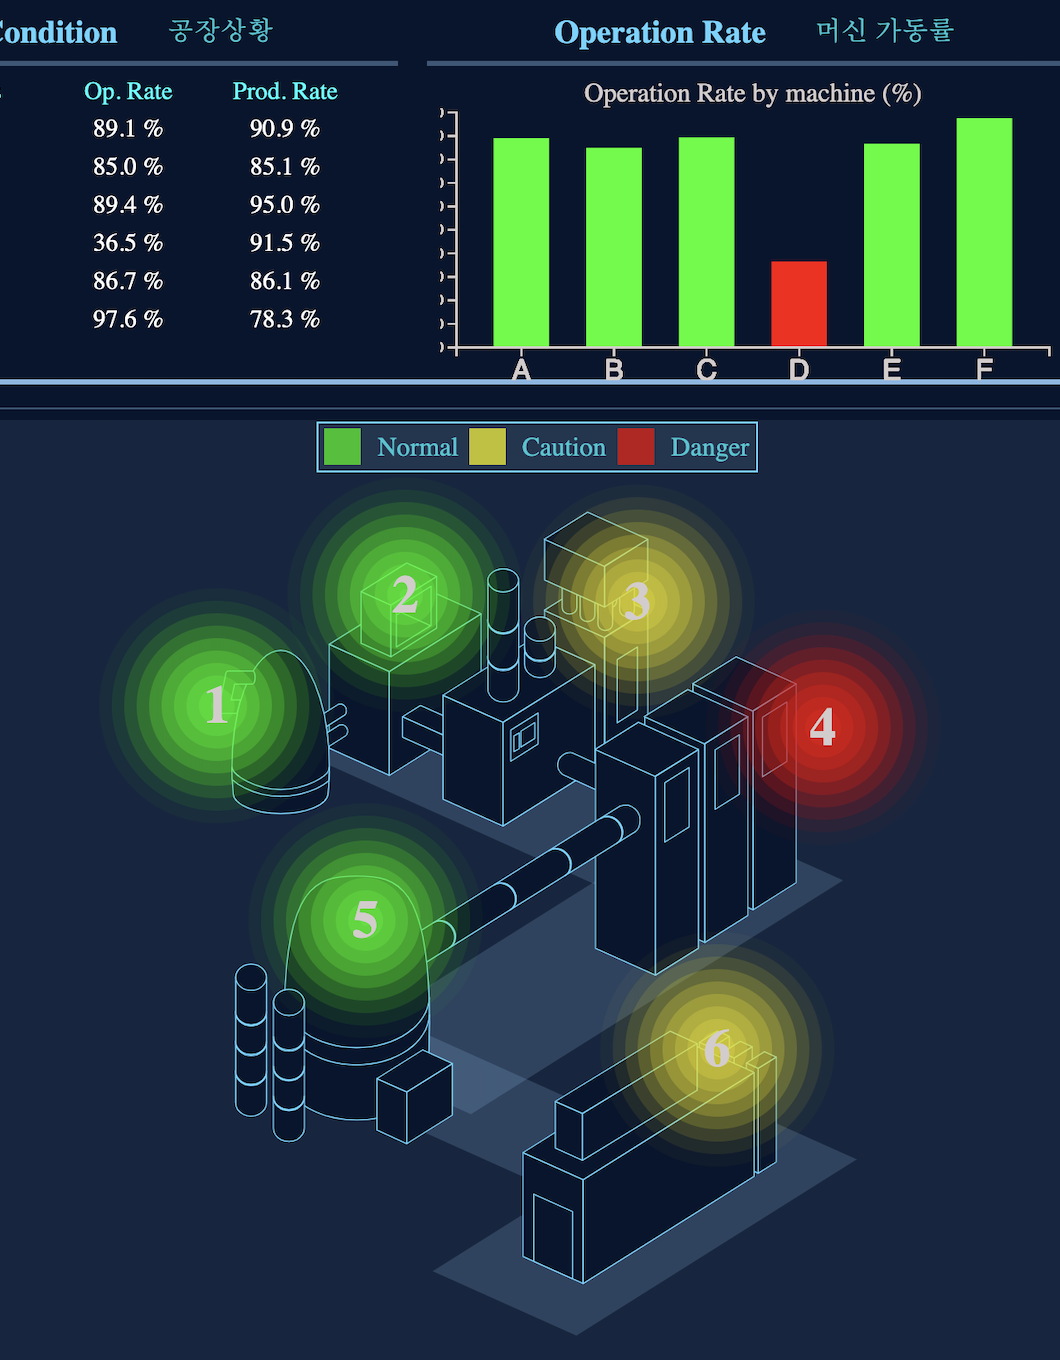 Condition 공장상황
Operation Rate 머신 가동률
Op. Rate Prod. Rate
89.1 % 90.9 %
85.0 % 85.1 %
89.4 % 95.0 %
36.5 % 91.5 %
86.7 % 86.1 %
97.6 % 78.3 %
Operation Rate by machine (%)
A B C D E F
Normal Caution Danger
2
3
1
4
5
6